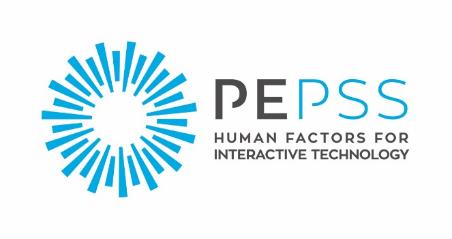 PEPSS
HUMAN FACTORS FOR
INTERACTIVE TECHNOLOGY